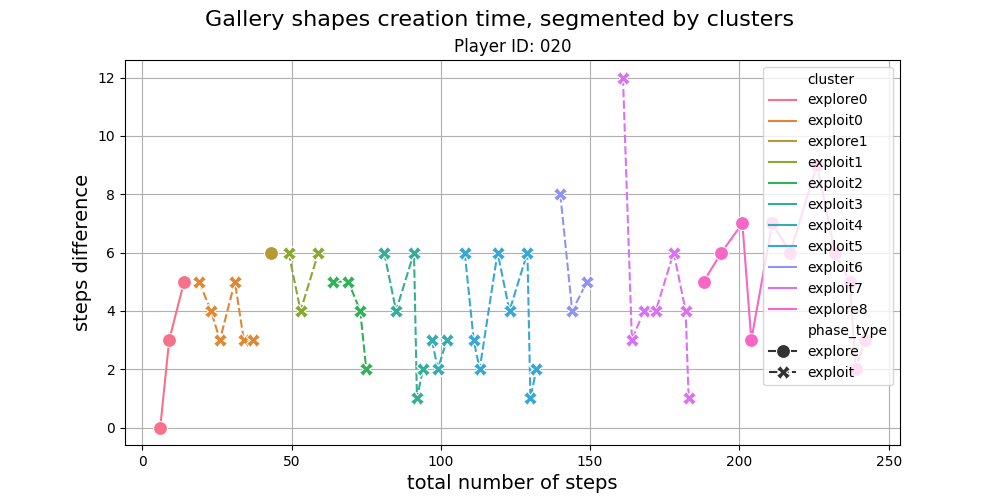 Gallery shapes creation time, segmented by clusters
Player ID: 020
steps difference
12
10
8
6
4
2
0
0
50
100
150
200
250
total number of steps
cluster
explore0
exploit0
explore1
exploit1
exploit2
exploit3
exploit4
exploit5
exploit6
exploit7
explore8
phase_type
explore
exploit